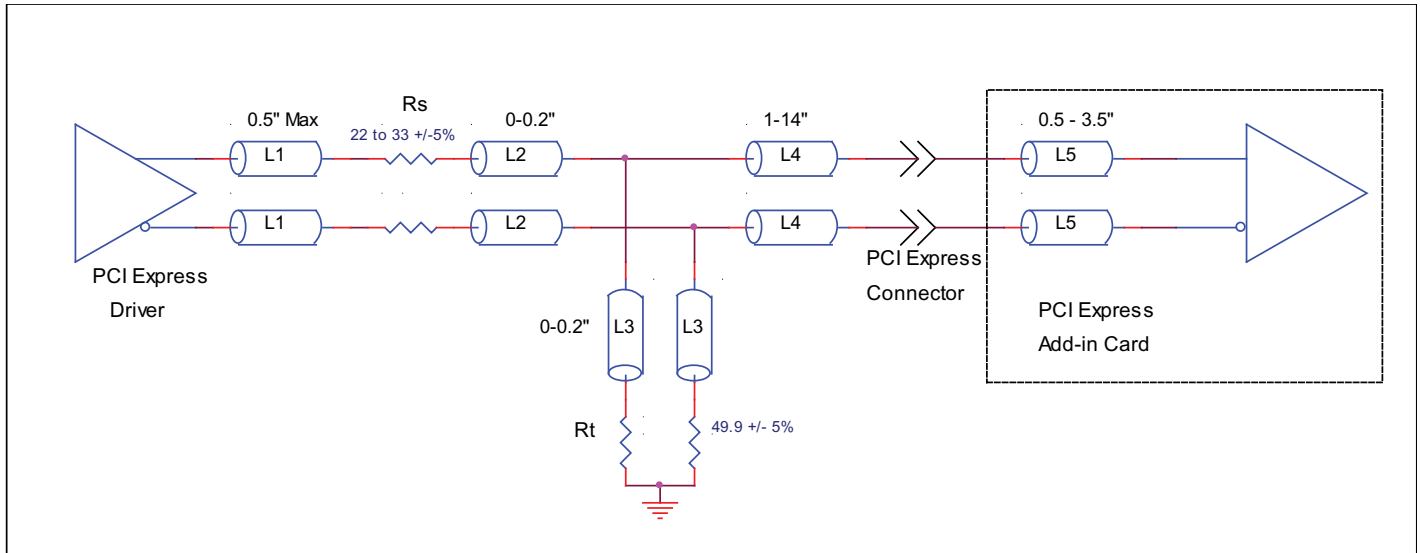 Rs
0.5" Max
22 to 33 +/-5%
0-0.2"
1-14"
0.5 - 3.5"
L1
L2
L4
L5
L1
L2
L4
L5
PCI Express
Driver
PCI Express
Connector
0-0.2"
L3
L3
PCI Express
Add-in Card
Rt
49.9 +/- 5%